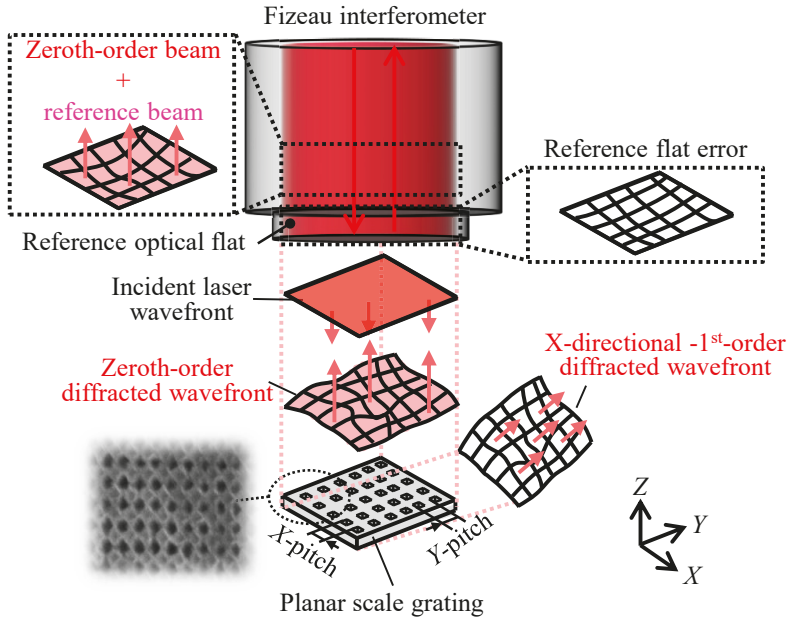 Fizeau interferometer
Zeroth-order beam
+
reference beam
Reference flat error
Reference optical flat
Incident laser
wavefront
X-directional -1st-order
diffracted wavefront
Zeroth-order
diffracted wavefront
X-pitch
Y-pitch
Planar scale grating
Z
Y
X